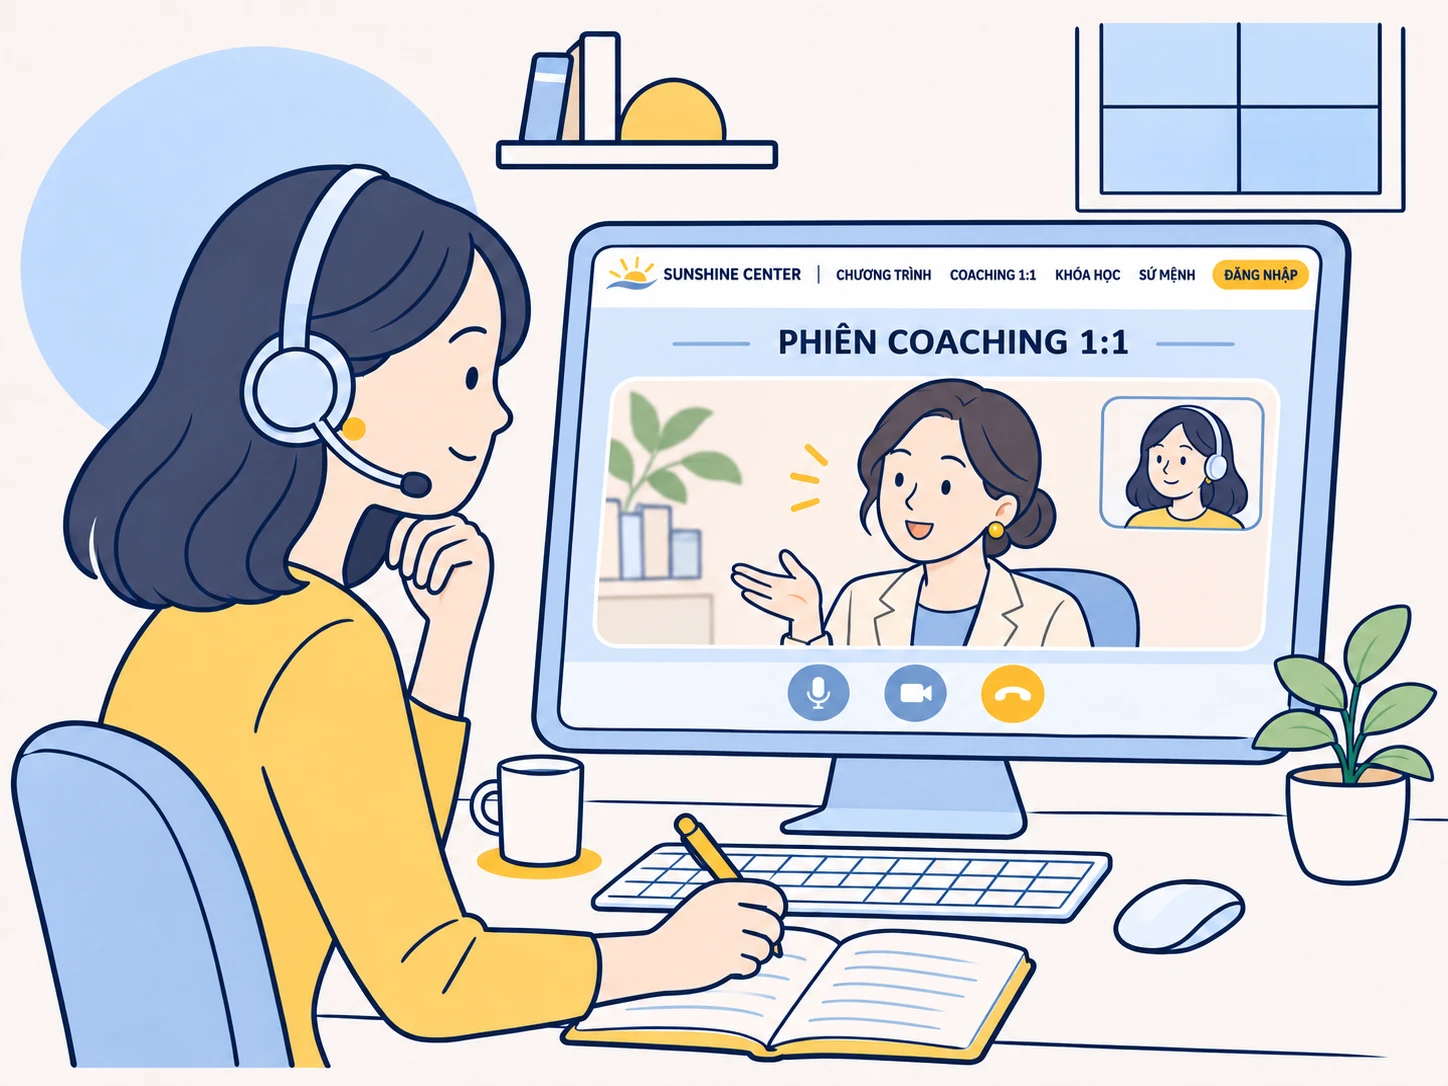 SUNSHINE CENTER | CHƯƠNG TRÌNH COACHING 1:1 KHÓA HỌC SỨ MỆNH ĐĂNG NHẬP
PHIÊN COACHING 1:1